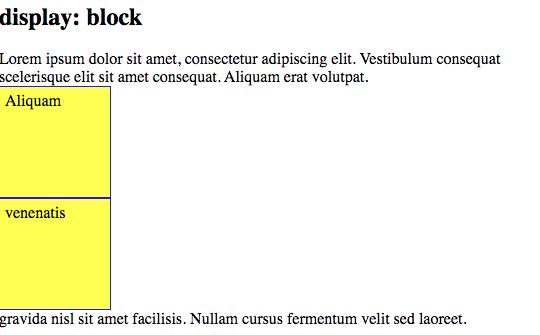 display: block
Lorem ipsum dolor sit amet, consectetur adipiscing elit. Vestibulum consequat
scelerisque elit sit amet consequat. Aliquam erat volutpat.
Aliquam
venenatis
gravida nisl sit amet facilisis. Nullam cursus fermentum velit sed laoreet.